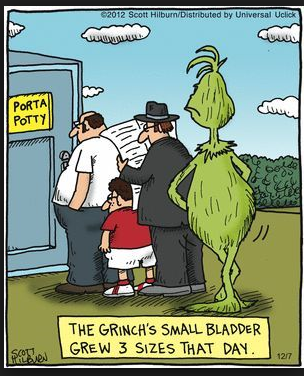 ©2012 Scott Hilburn/Distributed by Universal Uclick
PORTA
POTTY
THE GRINCH'S SMALL BLADDER
GREW 3 SIZES THAT DAY.
SCOTT
HILBURN
12/7